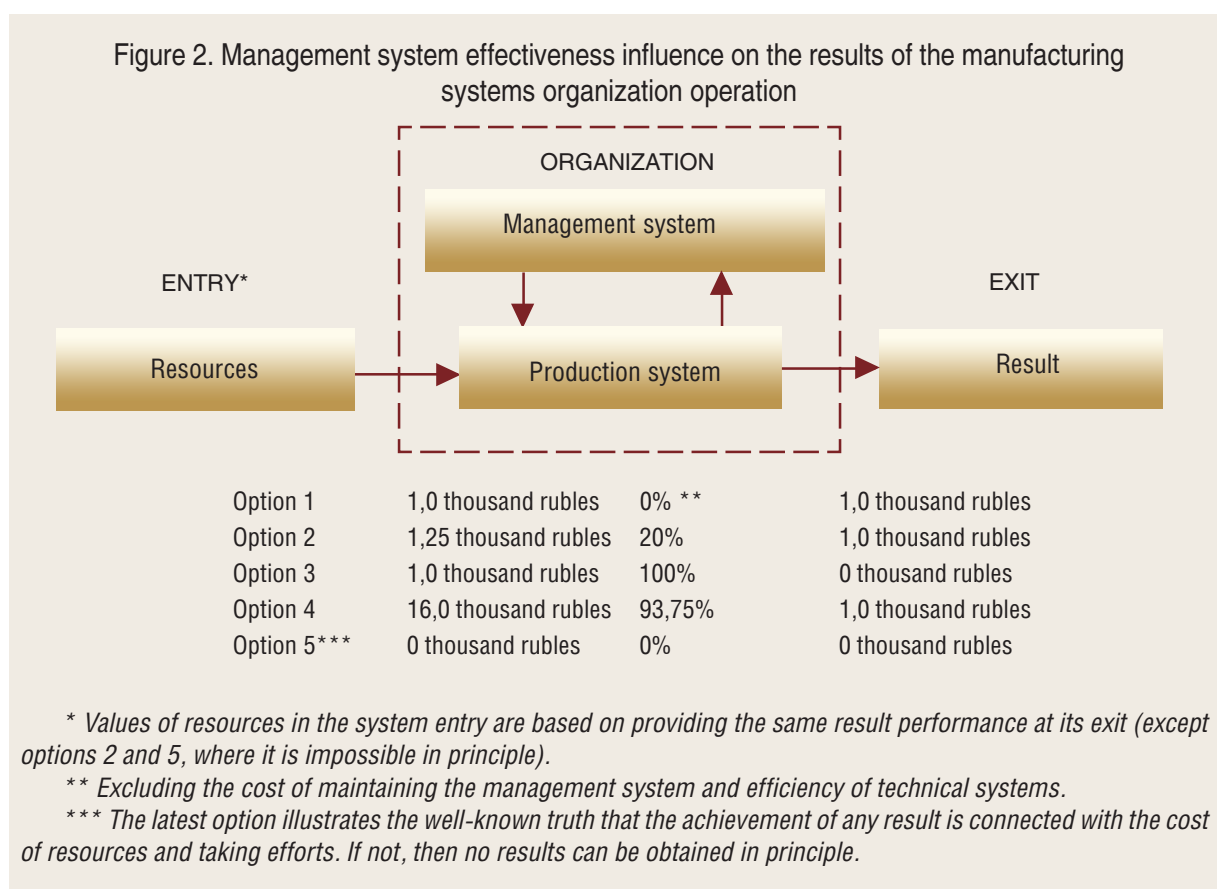 Figure 2. Management system effectiveness influence on the results of the manufacturing
systems organization operation
ORGANIZATION
Management system
ENTRY*
EXIT
Resources
Production system
Result
Option 1 1,0 thousand rubles 0% ** 1,0 thousand rubles
Option 2 1,25 thousand rubles 20% 1,0 thousand rubles
Option 3 1,0 thousand rubles 100% 0 thousand rubles
Option 4 16,0 thousand rubles 93,75% 1,0 thousand rubles
Option 5*** 0 thousand rubles 0% 0 thousand rubles
* Values of resources in the system entry are based on providing the same result performance at its exit (except
options 2 and 5, where it is impossible in principle).
** Excluding the cost of maintaining the management system and efficiency of technical systems.
*** The latest option illustrates the well-known truth that the achievement of any result is connected with the cost
of resources and taking efforts. If not, then no results can be obtained in principle.